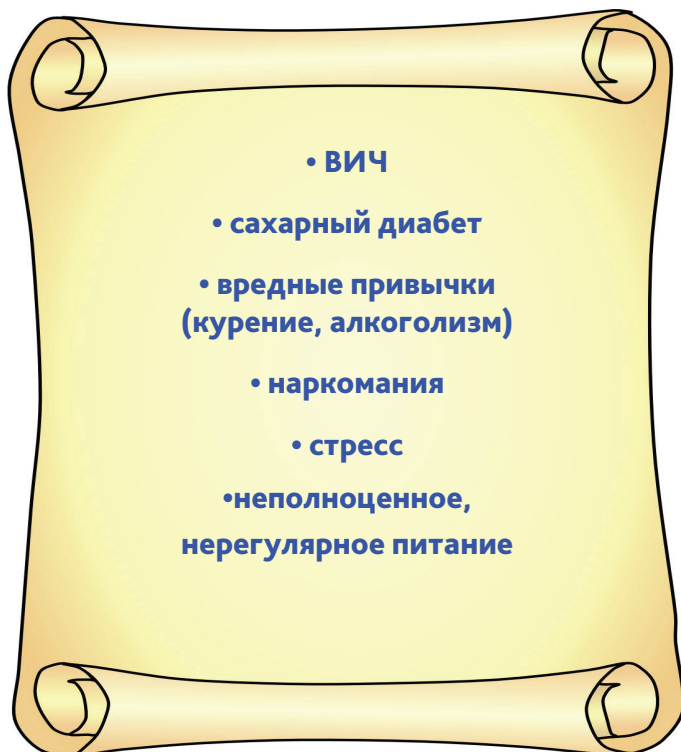 • ВИЧ
• сахарный диабет
• вредные привычки
(курение, алкоголизм)
• наркомания
• стресс
•неполноценное,
нерегулярное питание